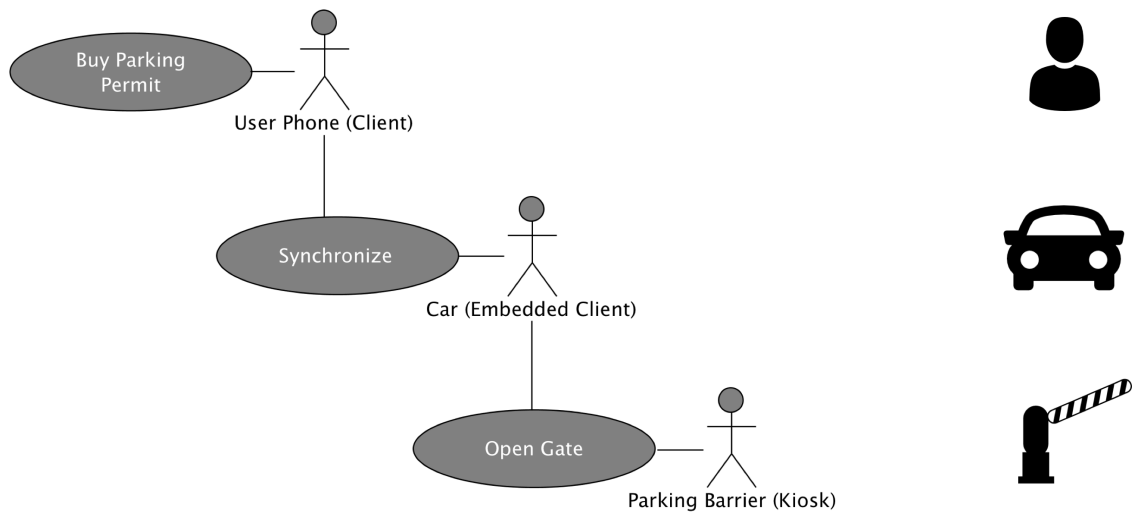 Buy Parking
Permit
User Phone (Client)
Synchronize
Car (Embedded Client)
Open Gate
Parking Barrier (Kiosk)